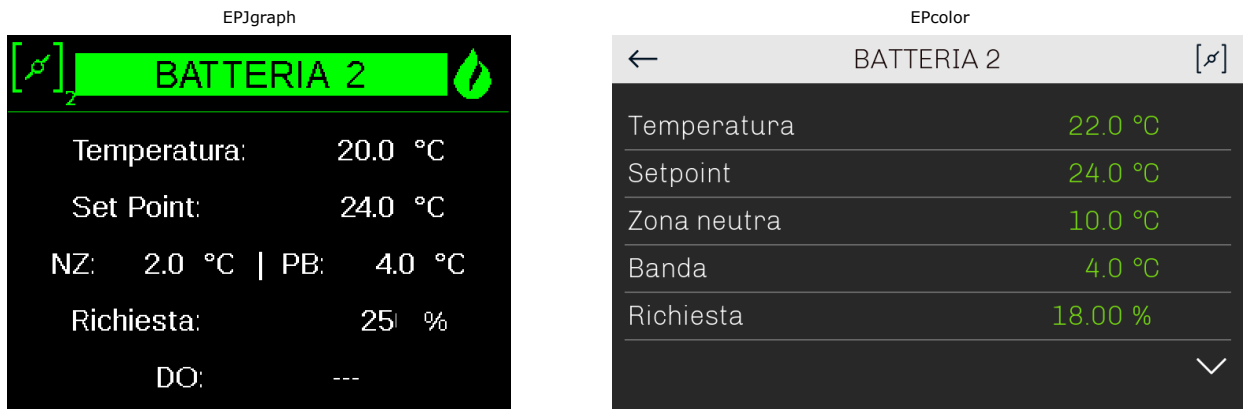 EPJgraph
2
BATTERIA 2
Temperatura: 20.0 °C
Set Point: 24.0 °C
NZ: 2.0 °C | PB: 4.0 °C
Richiesta: 25 %
DO: ---
EPcolor
BATTERIA 2
Temperatura 22.0 °C
Setpoint 24.0 °C
Zona neutra 10.0 °C
Banda 4.0 °C
Richiesta 18.00 %